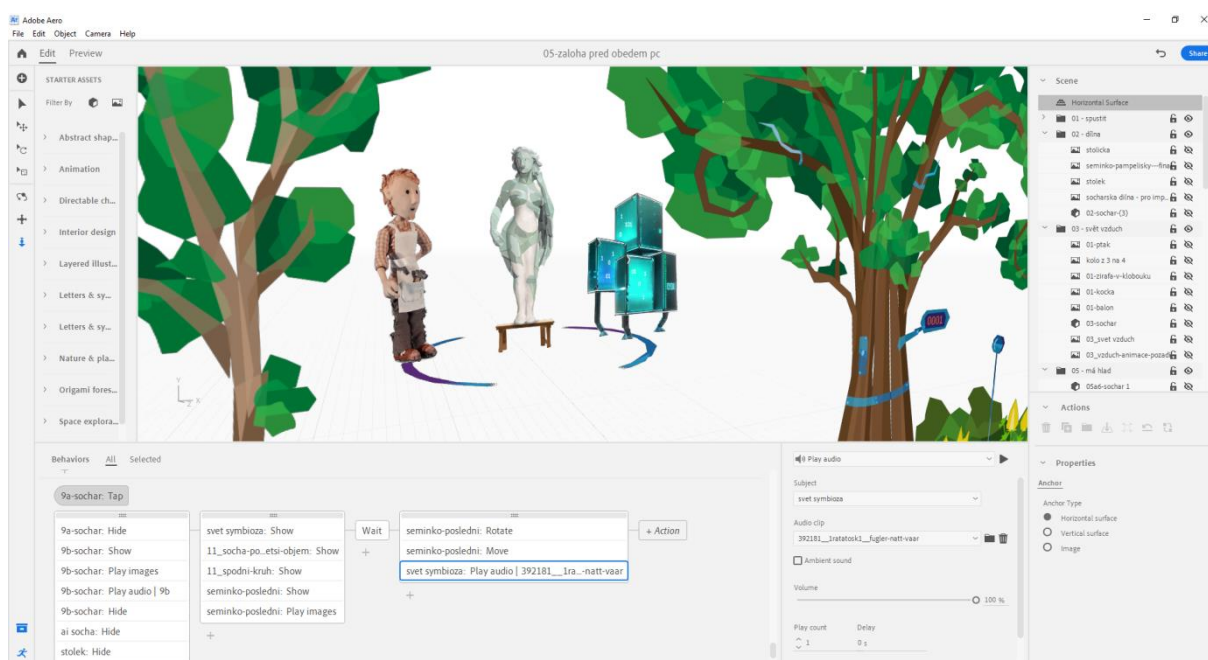 Ar Adobe Aero
File Edit Object Camera Help
Edit Preview
05-zaloha pred obedem pc
Share
STARTER ASSETS
Filter By
Abstract shap...
Animation
Directable ch...
Interior design
Layered illust...
Letters & sy...
Letters & sy...
Nature & pla...
Origami fores...
Space explora...
0001
Y
Z X
Scene
Horizontal Surface
01 - spustit
02 - dílna
stolicka
seminko-pampelisky---fina
stolek
socharska dilna - pro imp...
02-sochar-(3)
03 - svět vzduch
01-ptak
kolo z 3 na 4
01-zirafa-v-klobouku
01-kocka
01-balon
03-sochar
03_svet vzduch
03_vzduch-animace-pozad
05 - má hlad
05a6-sochar 1
Actions
Properties
Anchor
Anchor Type
Horizontal surface
Vertical surface
Image
Behaviors All Selected
9a-sochar: Tap
9a-sochar: Hide
9b-sochar: Show
9b-sochar: Play images
9b-sochar: Play audio | 9b
9b-sochar: Hide
ai socha: Hide
stolek: Hide
svet symbioza: Show
11_socha-po...etsi-objem: Show
11_spodni-kruh: Show
seminko-posledni: Show
seminko-posledni: Play images
+
Wait
+
seminko-posledni: Rotate
seminko-posledni: Move
svet symbioza: Play audio | 392181__1ra...-natt-vaar
+
+ Action
Play audio
Subject
svet symbioza
Audio clip
392181__1ratatosk1__fugler-natt-vaar
Ambient sound
Volume
100 %
Play count Delay
1 0 s